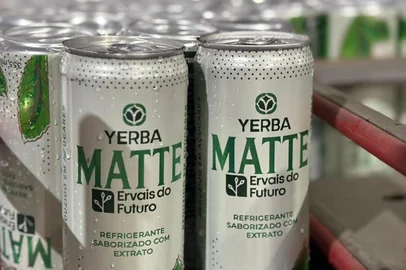 YERBA
MATTE
Ervais do
Futuro
REFRIGERANTE
SABORIZADO COM
EXTRATO
YERBA
MATTE
Ervais do
Futuro
REFRIGERANTE
SABORIZADO COM
EXTRATO